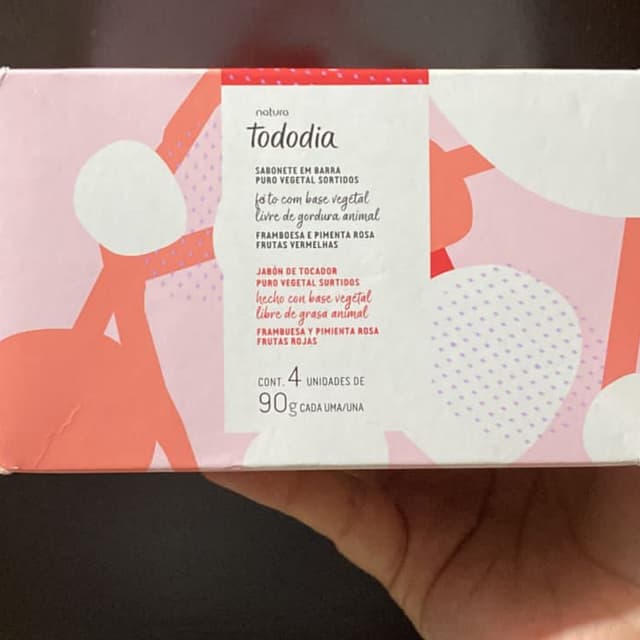 natura
Tododia
SABONETE EM BARRA
PURO VEGETAL SORTIDOS
feito com base vegetal
livre de gordura animal
FRAMBOESA E PIMENTA ROSA
FRUTAS VERMELHAS
JABÓN DE TOCADOR
PURO VEGETAL SURTIDOS
hecho con base vegetal
libre de grasa animal
FRAMBUESA Y PIMIENTA ROSA
FRUTAS ROJAS
CONT. 4 UNIDADES DE
90g CADA UMA/UNA